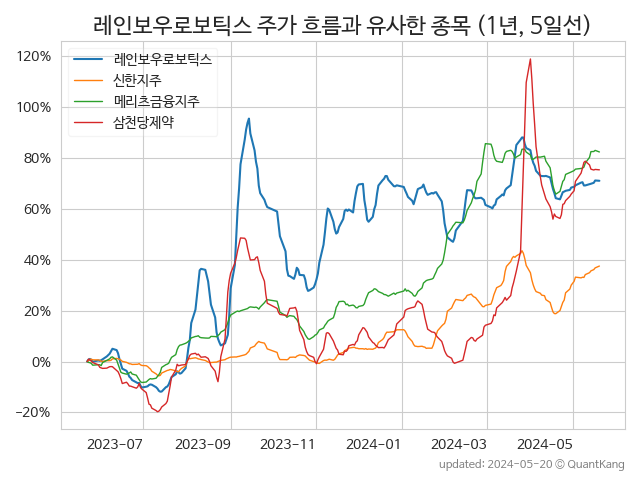 레인보우로보틱스 주가 흐름과 유사한 종목 (1년, 5일선)
레인보우로보틱스
신한지주
메리츠금융지주
삼천당제약
120%
100%
80%
60%
40%
20%
0%
−20%
2023-07
2023-09
2023-11
2024-01
2024-03
2024-05
updated: 2024-05-20 © QuantKang